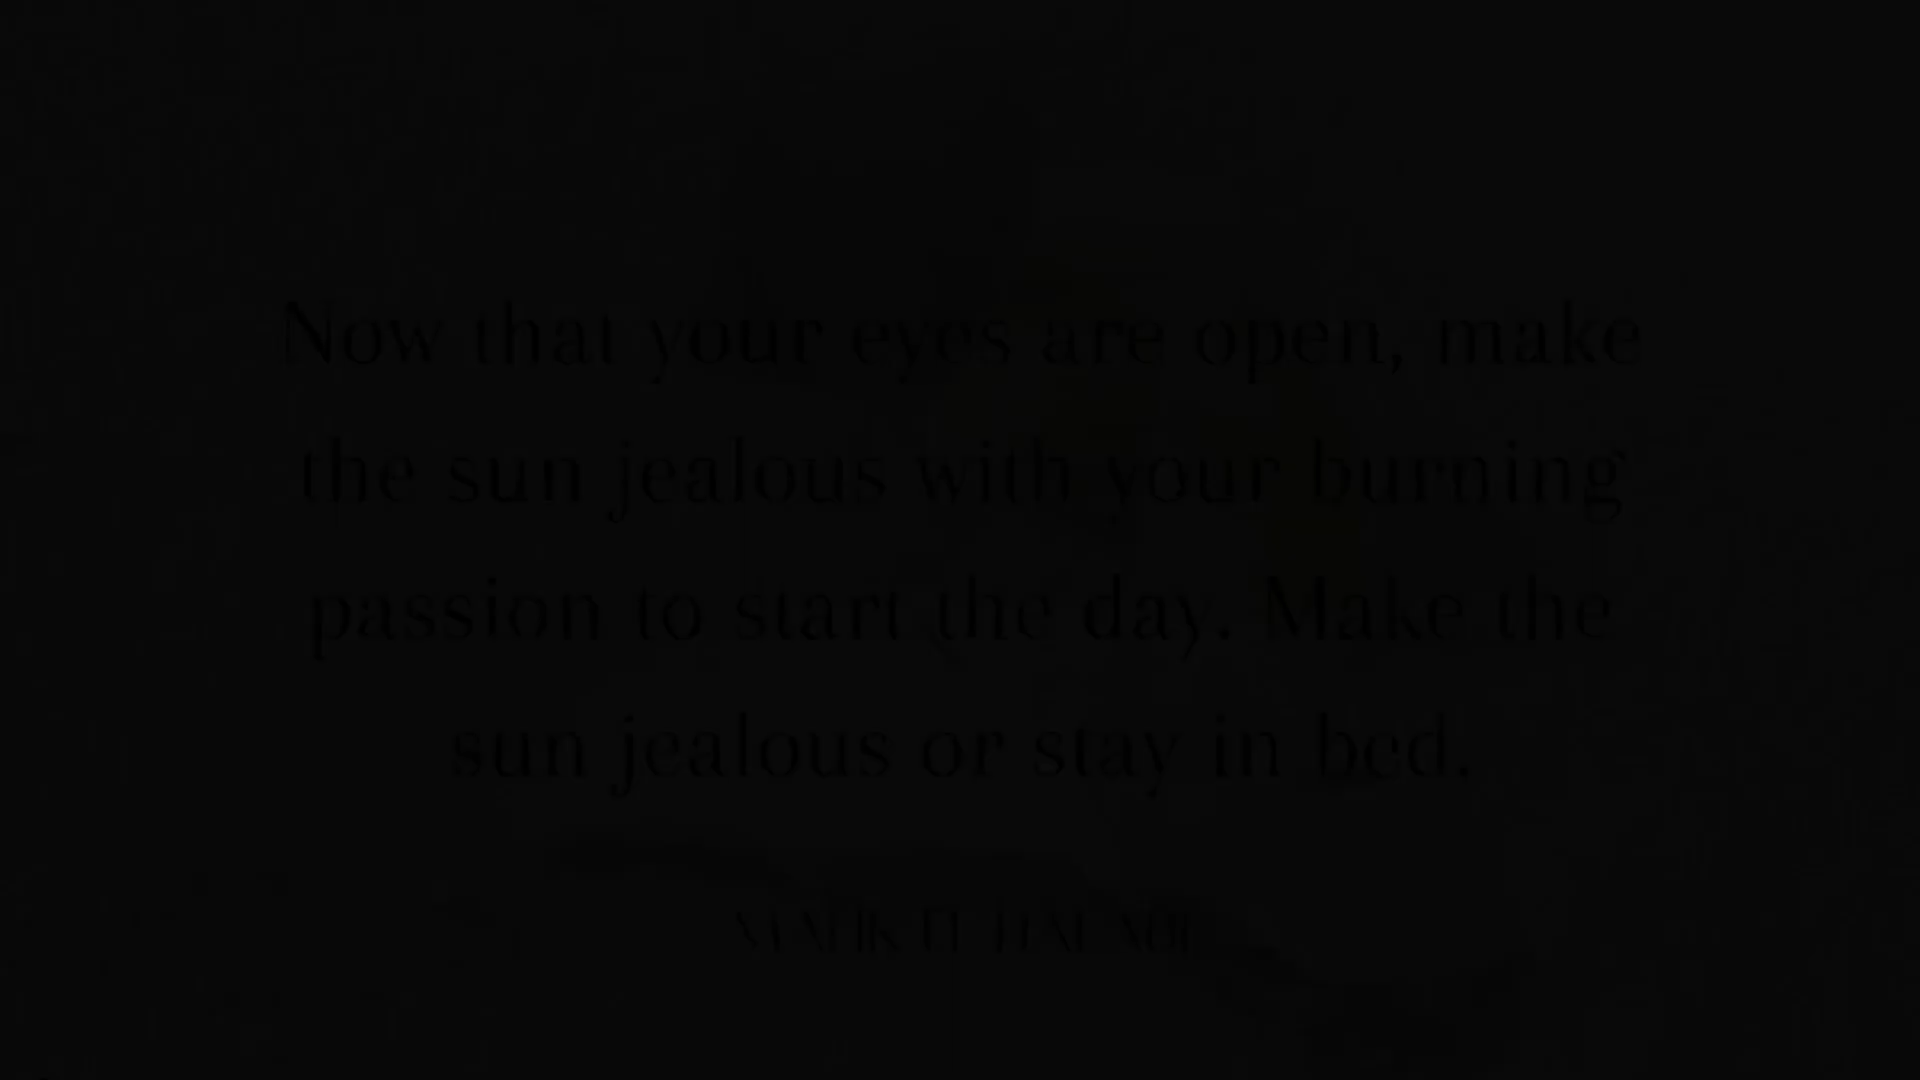 Now that your eyes are open, make
the sun jealous with your burning
passion to start the day. Make the
sun jealous or stay in bed.